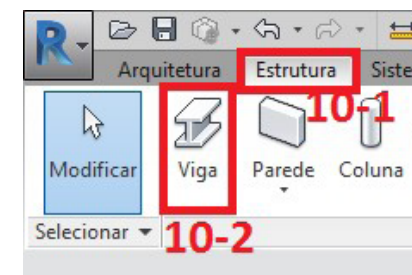 R
Arquitetura Estrutura Siste
10-1
Modificar Viga Parede Coluna
Selecionar
10-2